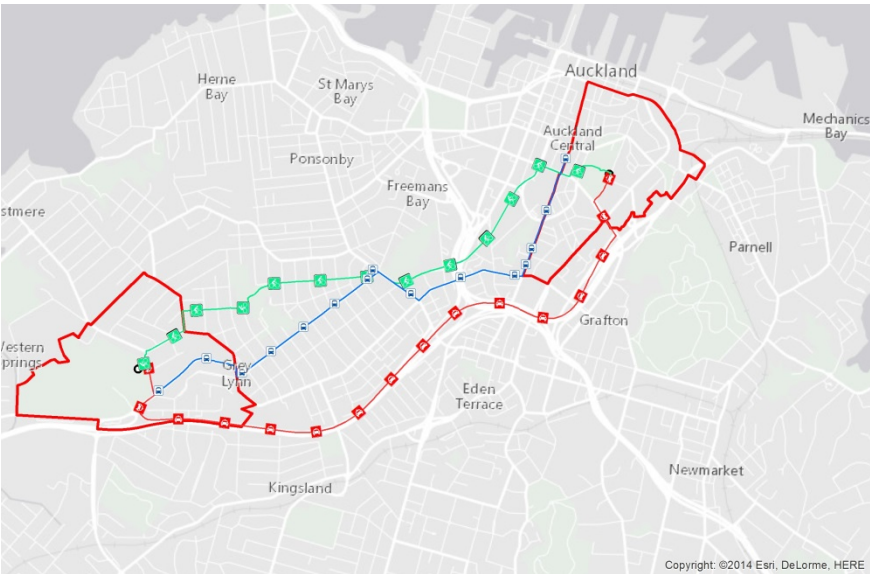 Auckland
Herne
Bay
St Marys
Bay
Mechanics
Bay
Auckland
Central
Ponsonby
Freemans
Bay
stmere
Parnell
Grafton
Western
prings
Grey
Lynn
Eden
Terrace
Newmarket
Kingsland
Copyright: ©2014 Esri, DeLorme, HERE